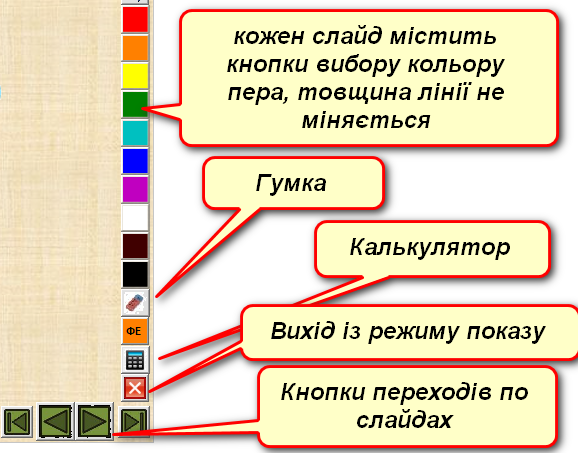 кожен слайд містить
кнопки вибору кольору
пера, товщина лінії не
міняється
Гумка
Калькулятор
ФЕ
Вихід із режиму показу
Кнопки переходів по
слайдах